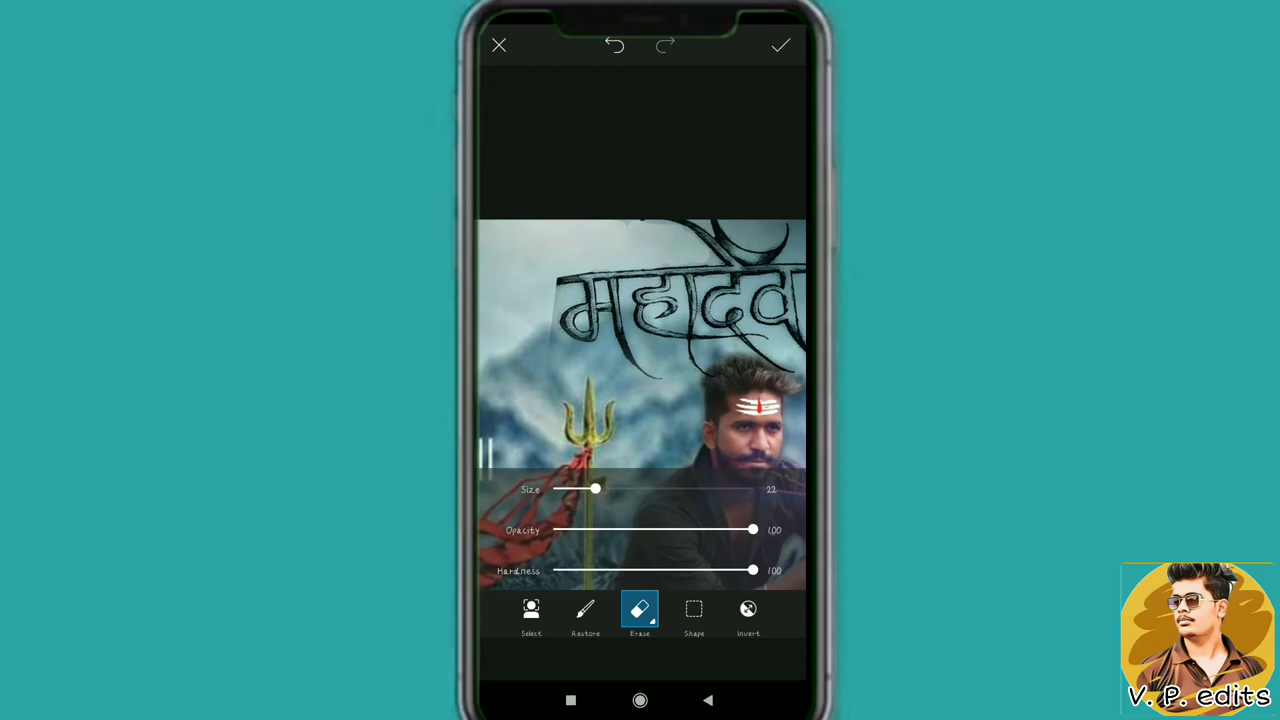 महादेव
Size 22
Opacity 100
Hardness 100
Select Restore Erase Shape Invert
V. P. edits